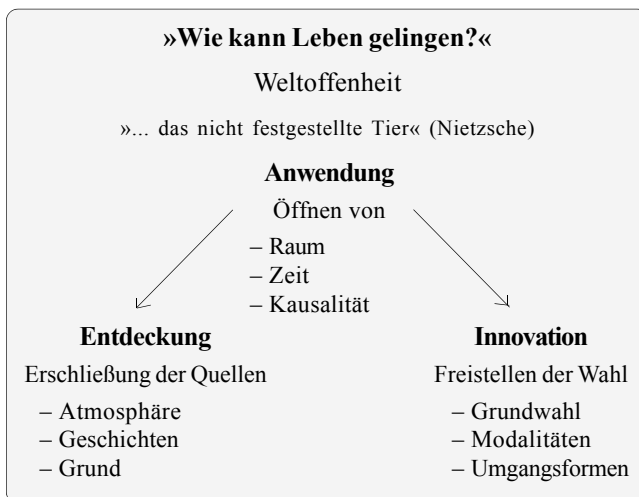 »Wie kann Leben gelingen?«
Weltoffenheit
»... das nicht festgestellte Tier« (Nietzsche)
Anwendung
Öffnen von
– Raum
– Zeit
– Kausalität
Entdeckung
Erschließung der Quellen
– Atmosphäre
– Geschichten
– Grund
Innovation
Freistellen der Wahl
– Grundwahl
– Modalitäten
– Umgangsformen